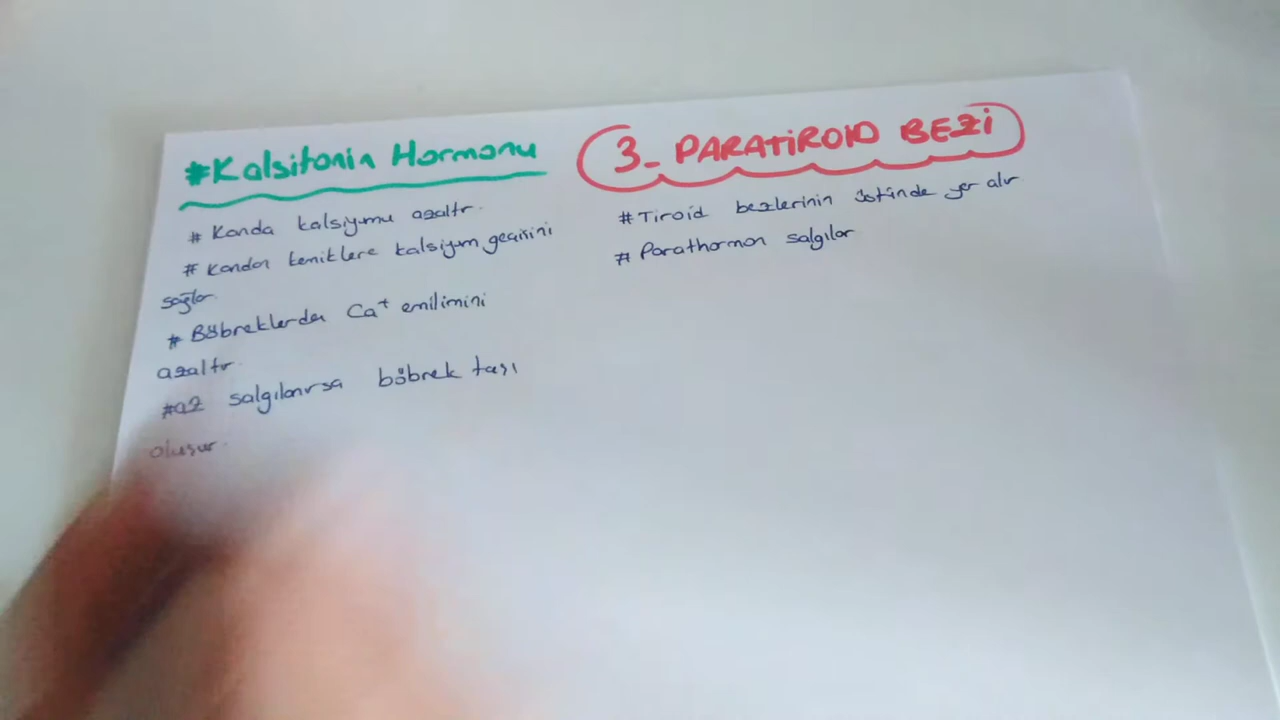 #Kalsitonin Hormonu
# Kanda kalsiyumu azaltır.
# Kandan kemiklere kalsiyum geçişini
sağlar.
# Böbreklerden Ca+ emilimini
azaltır.
#az salgılanırsa böbrek taşı
oluşur.
3_ PARATİROİD BEZİ
#Tiroid bezlerinin üstünde yer alır
# Parathormon salgılar